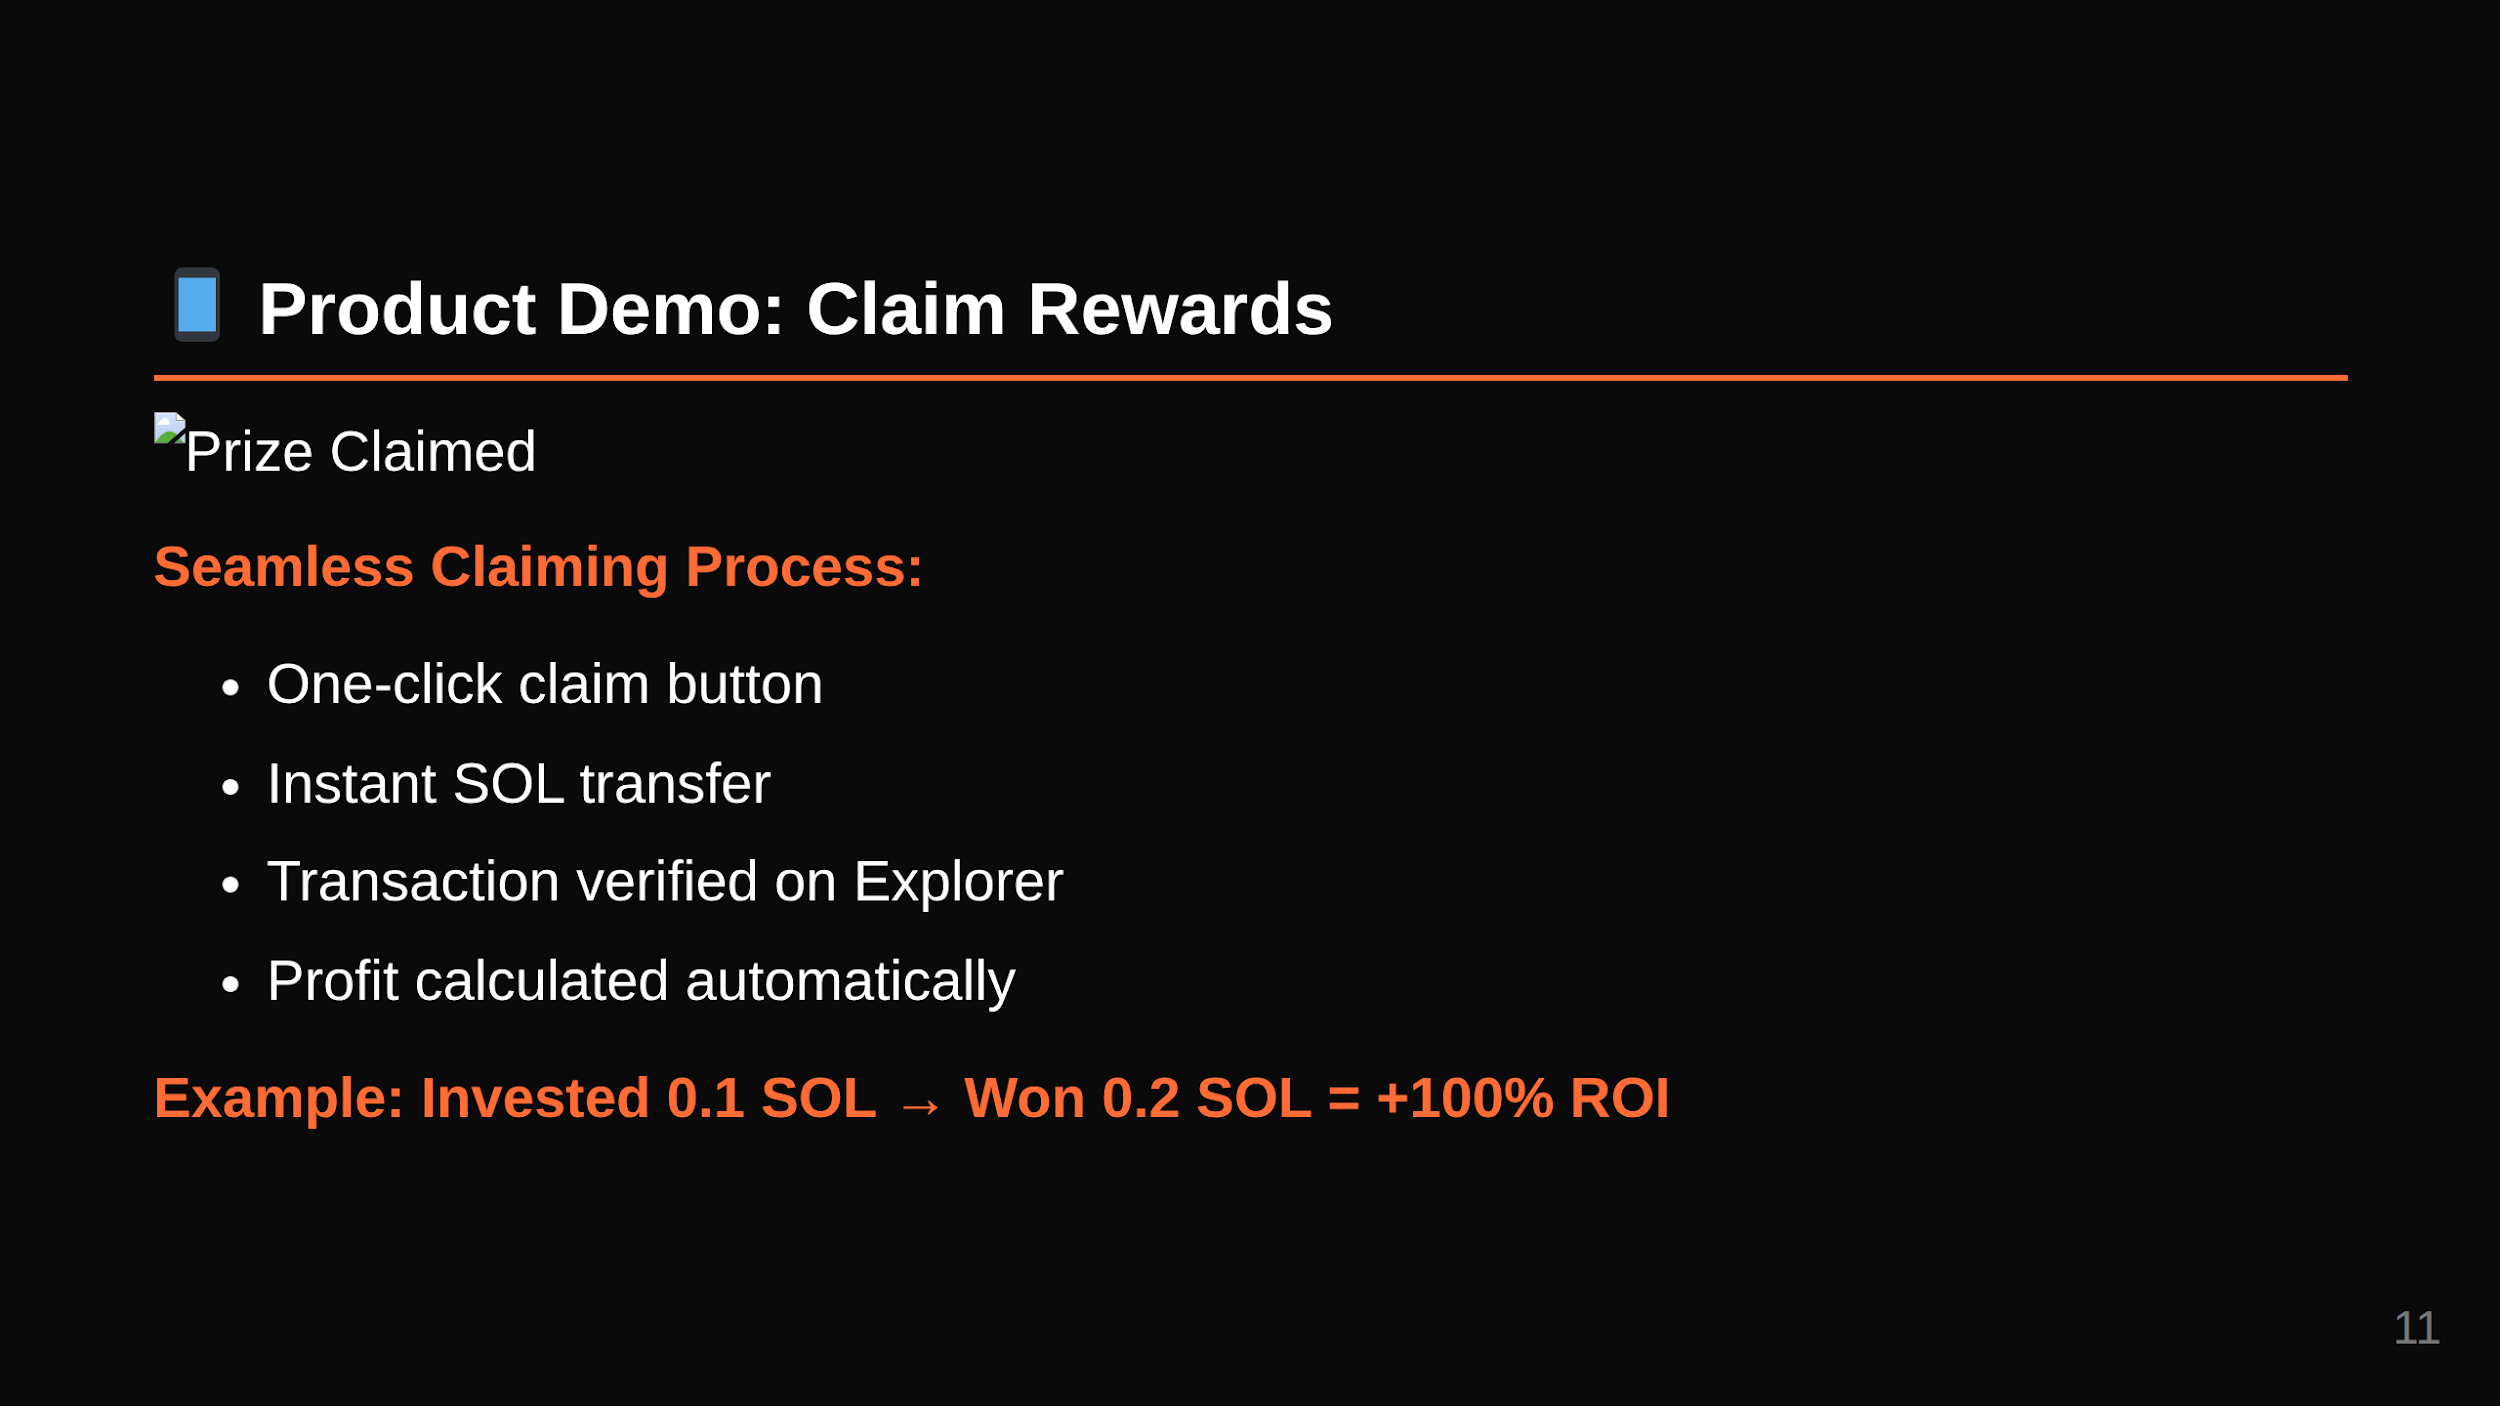 Product Demo: Claim Rewards
Prize Claimed
Seamless Claiming Process:
• One-click claim button
• Instant SOL transfer
• Transaction verified on Explorer
• Profit calculated automatically
Example: Invested 0.1 SOL → Won 0.2 SOL = +100% ROI
11